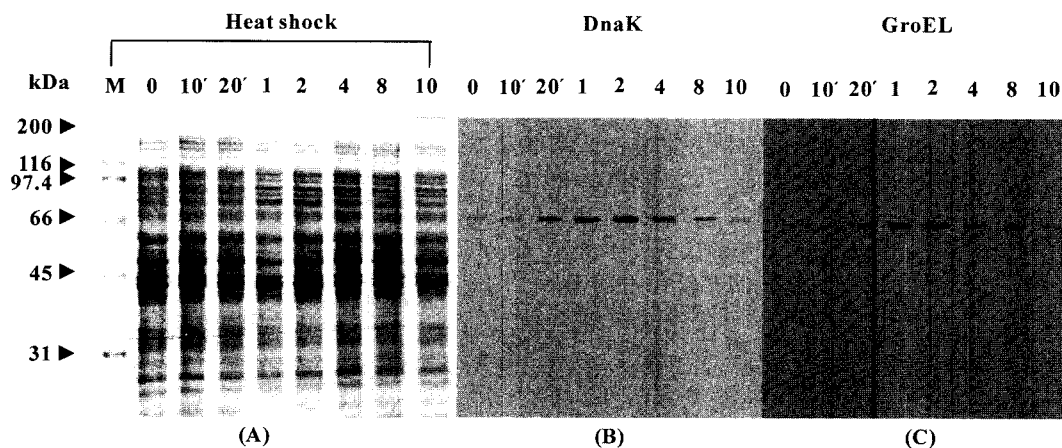 Heat shock
DnaK
GroEL
kDa M 0 10′ 20′ 1 2 4 8 10
0 10′ 20′ 1 2 4 8 10
0 10′ 20′ 1 2 4 8 10
200
116
97.4
66
45
31
(A)
(B)
(C)